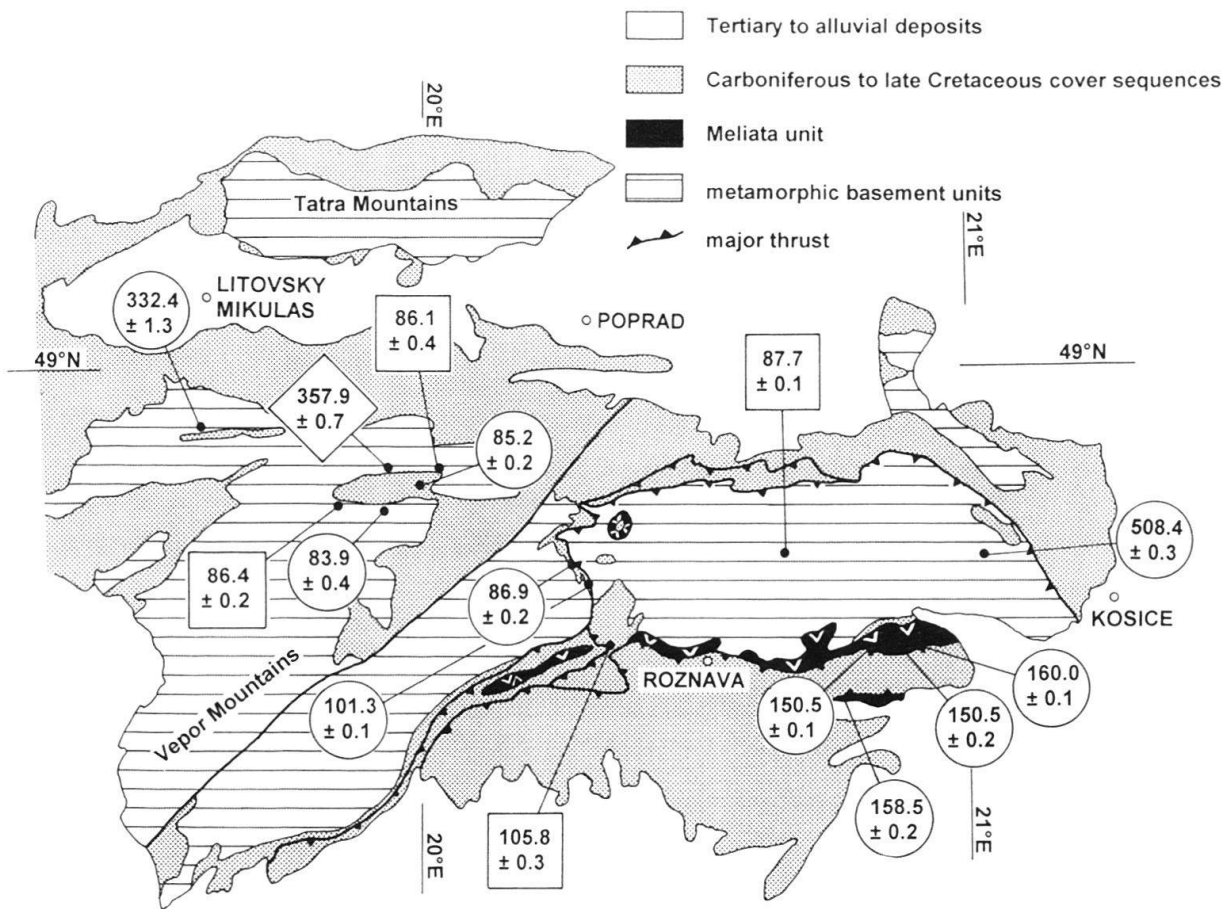 Tertiary to alluvial deposits
Carboniferous to late Cretaceous cover sequences
Meliata unit
metamorphic basement units
major thrust
20°E
21°E
Tatra Mountains
LITOVSKY
MIKULAS
POPRAD
332.4
± 1.3
86.1
± 0.4
49°N
49°N
87.7
± 0.1
357.9
± 0.7
85.2
± 0.2
508.4
± 0.3
86.4
± 0.2
83.9
± 0.4
86.9
± 0.2
KOSICE
ROZNAVA
Vepor Mountains
101.3
± 0.1
150.5
± 0.1
150.5
± 0.2
160.0
± 0.1
158.5
± 0.2
105.8
± 0.3
20°E
21°E